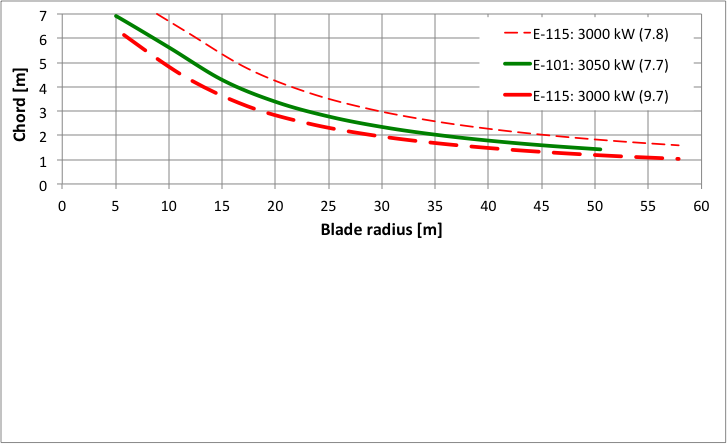 7
6
5
4
3
2
1
0
Chord [m]
E-115: 3000 kW (7.8)
E-101: 3050 kW (7.7)
E-115: 3000 kW (9.7)
0 5 10 15 20 25 30 35 40 45 50 55 60
Blade radius [m]